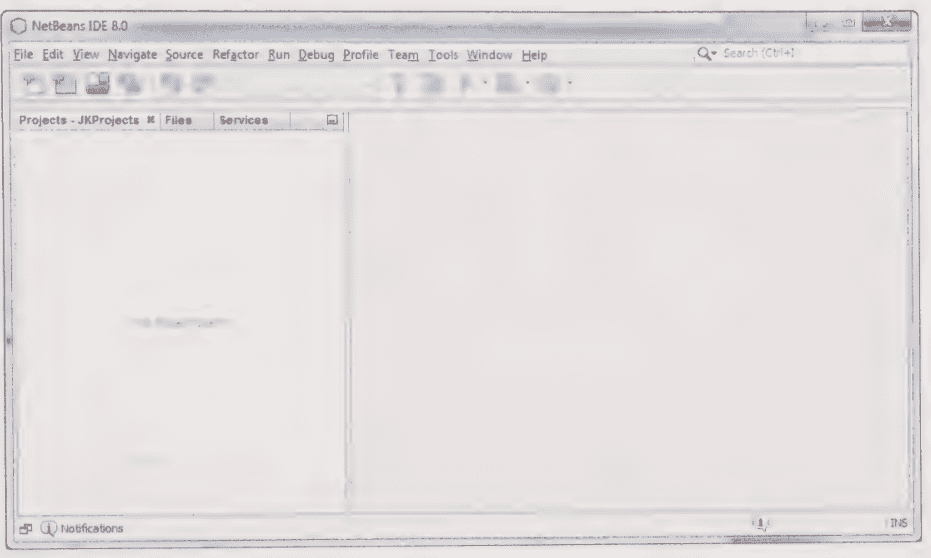 NetBeans IDE 8.0
File Edit View Navigate Source Refactor Run Debug Profile Team Tools Window Help
Search (Ctrl+I)
Projects - JKProjects Files Services
Notifications
INS